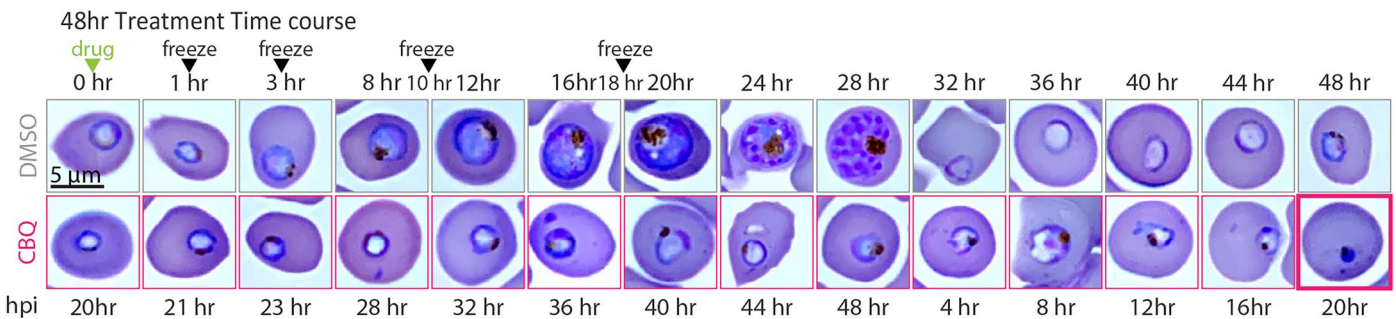 48hr Treatment Time course
drug freeze freeze freeze freeze
0 hr 1 hr 3 hr 8 hr 10 hr 12hr 16hr 18 hr 20hr 24 hr 28 hr 32 hr 36 hr 40 hr 44 hr 48 hr
DMSO
5 µm
CBQ
hpi 20hr 21 hr 23 hr 28 hr 32 hr 36 hr 40 hr 44 hr 48 hr 4 hr 8 hr 12hr 16hr 20hr